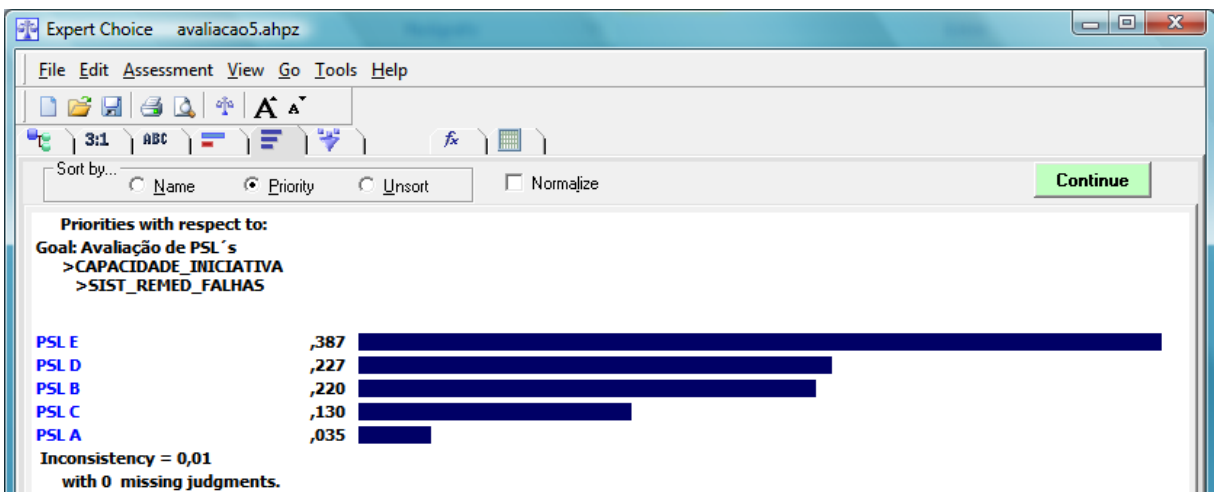 Expert Choice avaliacao5.ahpz
File Edit Assessment View Go Tools Help
A A
3:1 ABC fx
Sort by... Name Priority Unsort Normalize Continue
Priorities with respect to:
Goal: Avaliação de PSL´s
>CAPACIDADE_INICIATIVA
>SIST_REMED_FALHAS
PSL E ,387
PSL D ,227
PSL B ,220
PSL C ,130
PSL A ,035
Inconsistency = 0,01
with 0 missing judgments.